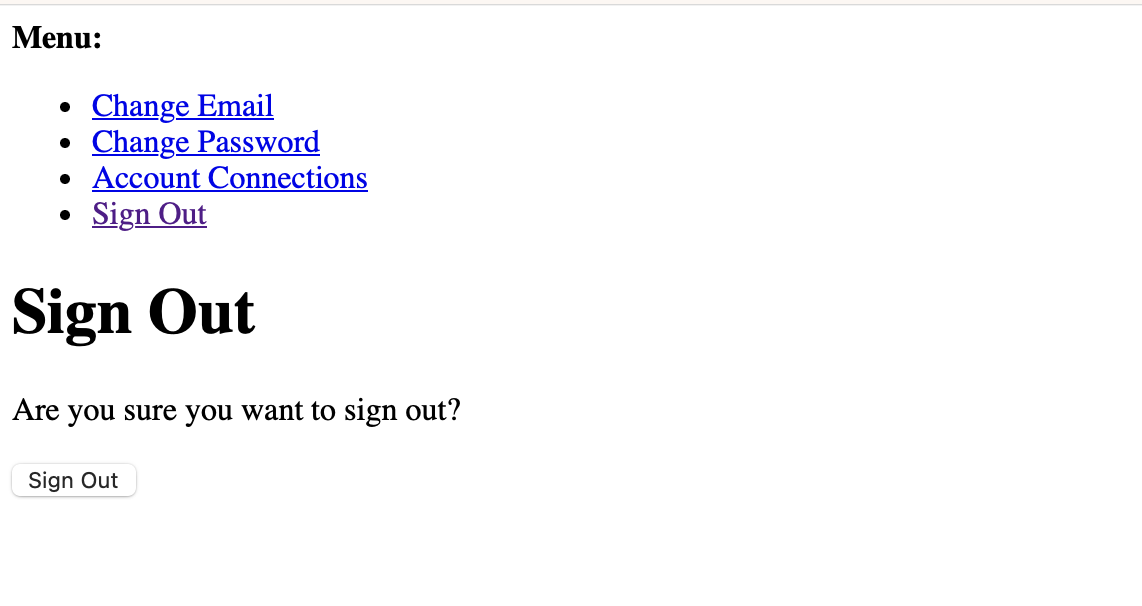 Menu:
Change Email
Change Password
Account Connections
Sign Out
Sign Out
Are you sure you want to sign out?
Sign Out